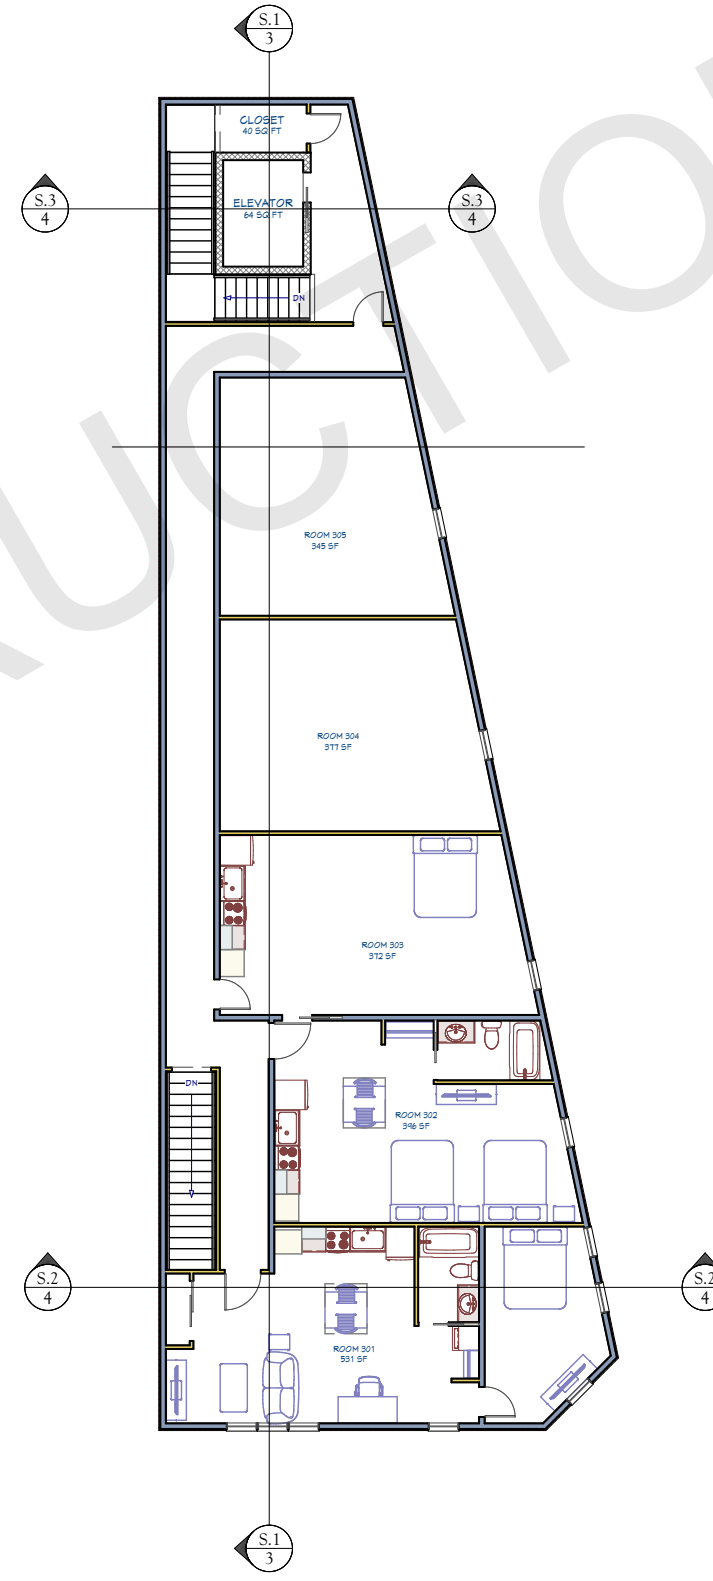 S.1
3
CLOSET
40 SQ FT
S.3
4
ELEVATOR
64 SQ FT
S.3
4
DN
UCTIO
ROOM 305
345 SF
ROOM 304
377 SF
ROOM 303
372 SF
DN
ROOM 302
396 SF
S.2
4
S.2
4
ROOM 301
531 SF
S.1
3